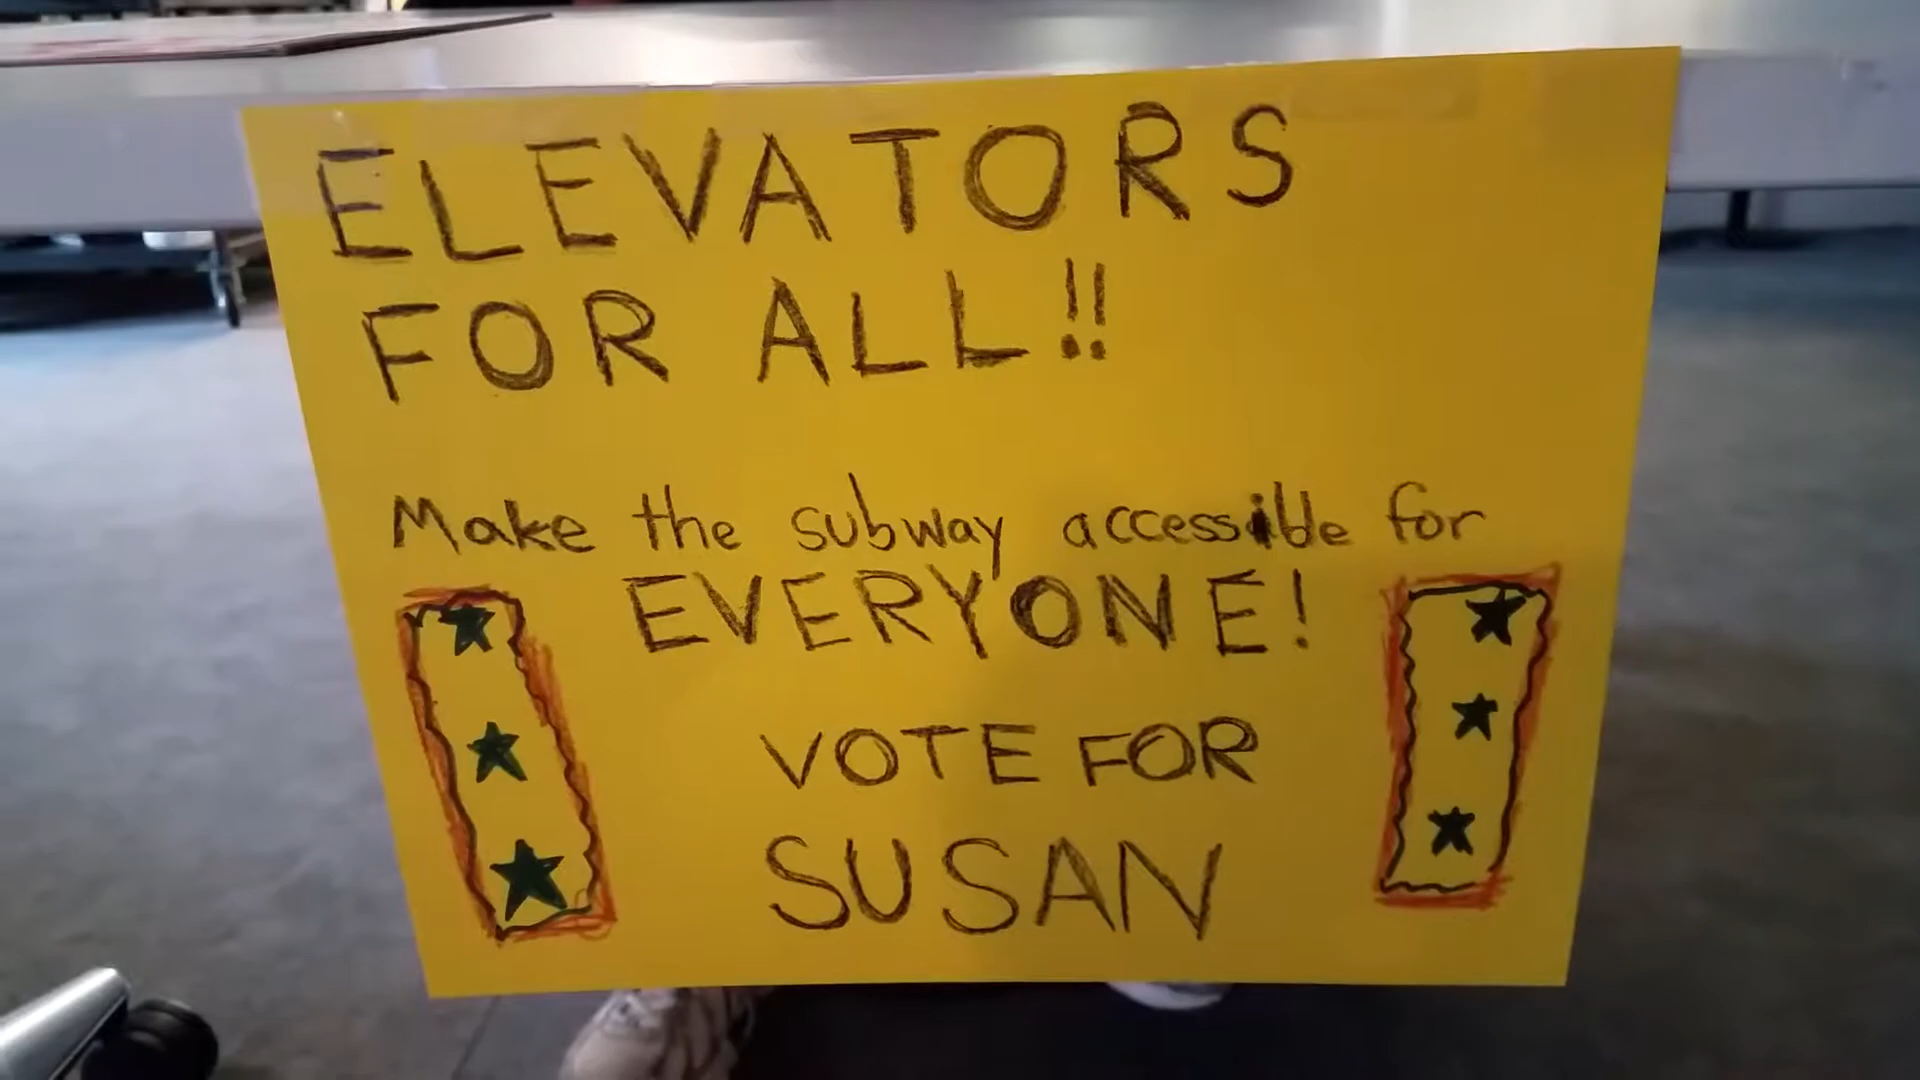 ELEVATORS
FOR ALL!!
Make the subway accessible for
EVERYONE!
VOTE FOR
SUSAN